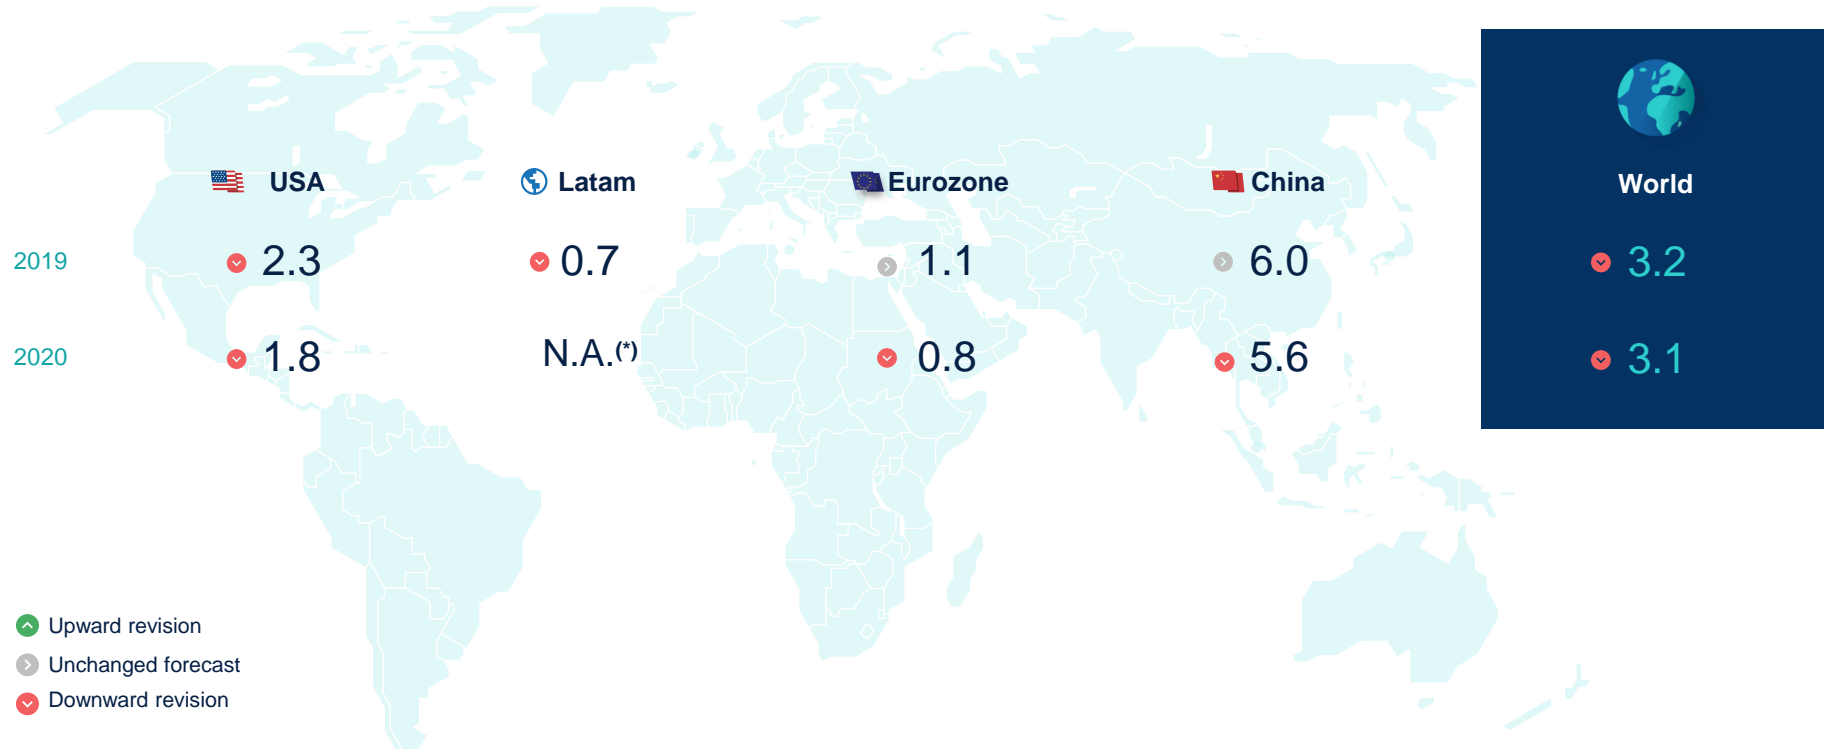 USA Latam Eurozone China World
2019 2.3 0.7 1.1 6.0 3.2
2020 1.8 N.A.(*) 0.8 5.6 3.1
Upward revision
Unchanged forecast
Downward revision